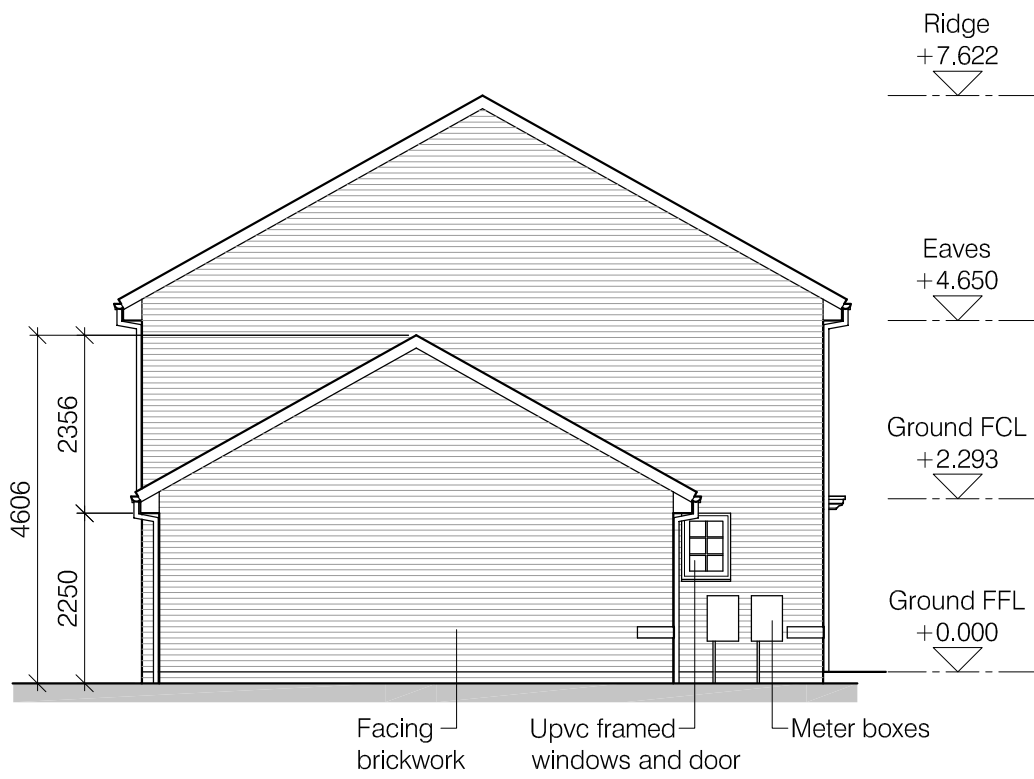 Ridge
+7.622
Eaves
+4.650
Ground FCL
+2.293
Ground FFL
+0.000
4606
2356
2250
Facing
brickwork
Upvc framed
windows and door
Meter boxes